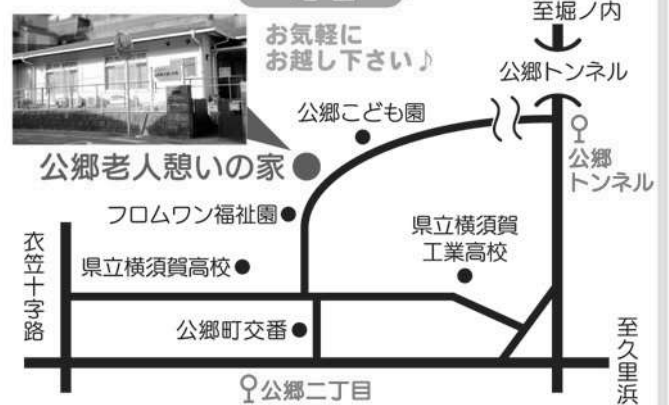 至堀ノ内
お気軽に
お越し下さい♪
公郷トンネル
公郷こども園
公郷
トンネル
公郷老人憩いの家
フロムワン福祉園
県立横須賀
工業高校
衣笠十字路
県立横須賀高校
公郷町交番
至久里浜
公郷二丁目